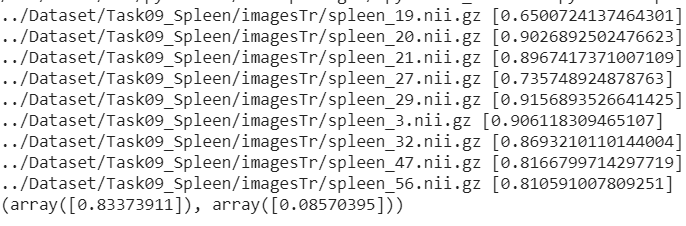 ../Dataset/Task09_Spleen/imagesTr/spleen_19.nii.gz [0.6500724137464301]
../Dataset/Task09_Spleen/imagesTr/spleen_20.nii.gz [0.9026892502476623]
../Dataset/Task09_Spleen/imagesTr/spleen_21.nii.gz [0.8967417371007109]
../Dataset/Task09_Spleen/imagesTr/spleen_27.nii.gz [0.735748924878763]
../Dataset/Task09_Spleen/imagesTr/spleen_29.nii.gz [0.9156893526641425]
../Dataset/Task09_Spleen/imagesTr/spleen_3.nii.gz [0.906118309465107]
../Dataset/Task09_Spleen/imagesTr/spleen_32.nii.gz [0.8693210110144004]
../Dataset/Task09_Spleen/imagesTr/spleen_47.nii.gz [0.8166799714297719]
../Dataset/Task09_Spleen/imagesTr/spleen_56.nii.gz [0.810591007809251]
(array([0.83373911]), array([0.08570395]))